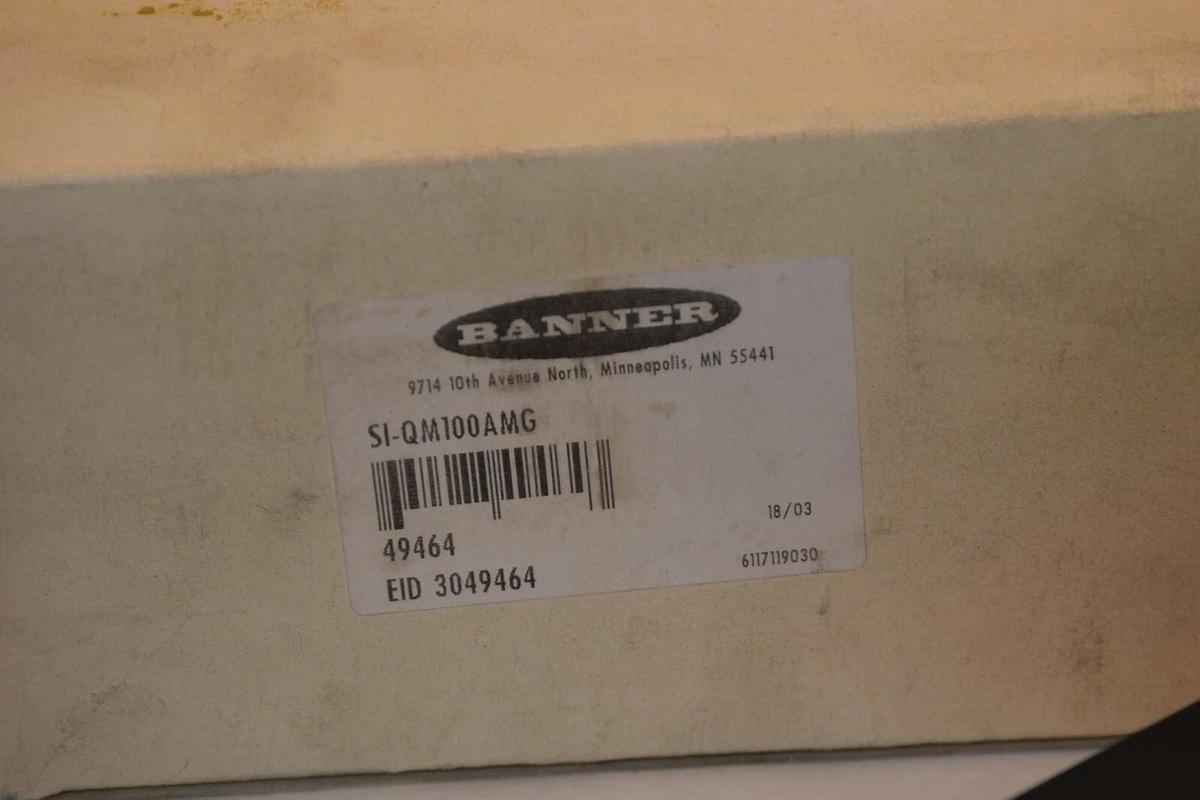 BANNER
9714 10th Avenue North, Minneapolis, MN 55441
SI-QM100AMG
49464
EID 3049464
18/03
6117119030